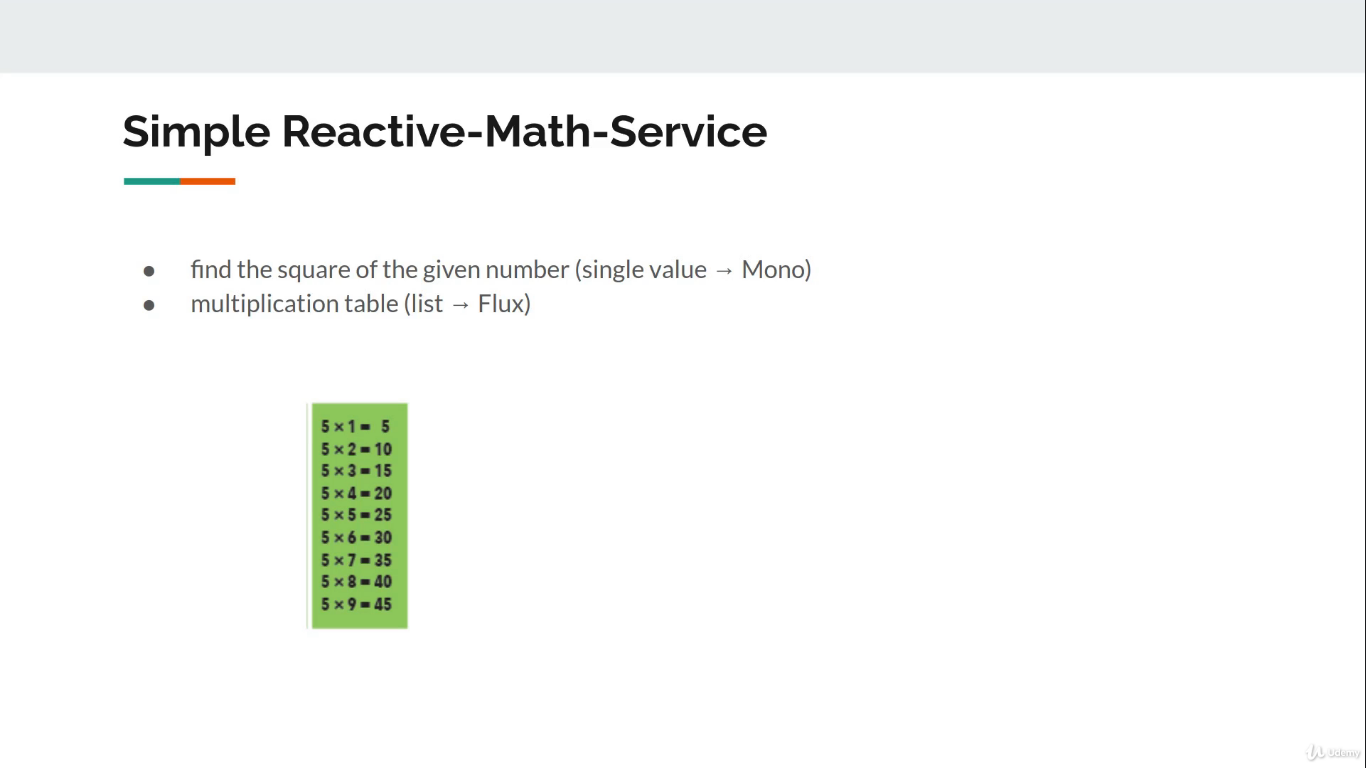 Simple Reactive-Math-Service
● find the square of the given number (single value → Mono)
● multiplication table (list → Flux)
5 × 1 = 5
5 × 2 = 10
5 × 3 = 15
5 × 4 = 20
5 × 5 = 25
5 × 6 = 30
5 × 7 = 35
5 × 8 = 40
5 × 9 = 45
Udemy